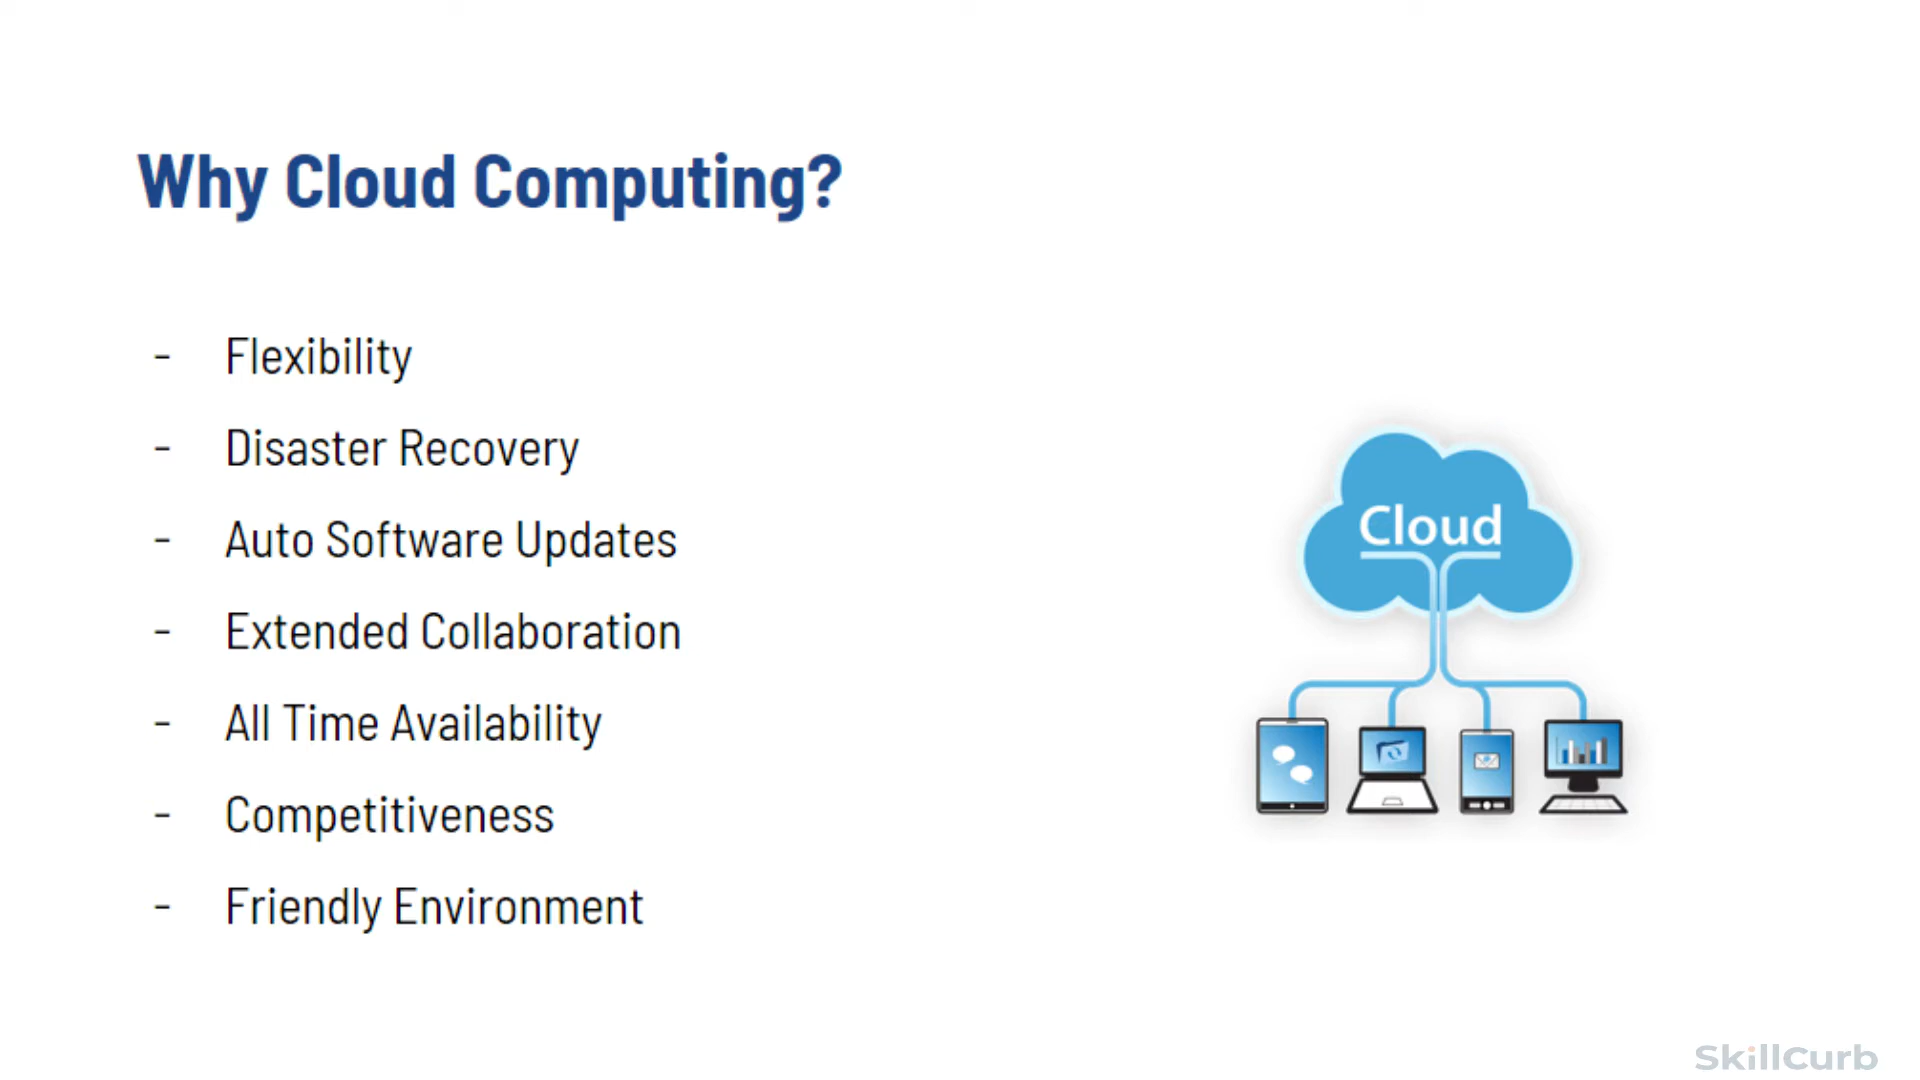 Why Cloud Computing?
- Flexibility
- Disaster Recovery
- Auto Software Updates
- Extended Collaboration
- All Time Availability
- Competitiveness
- Friendly Environment
Cloud
SkillCurb